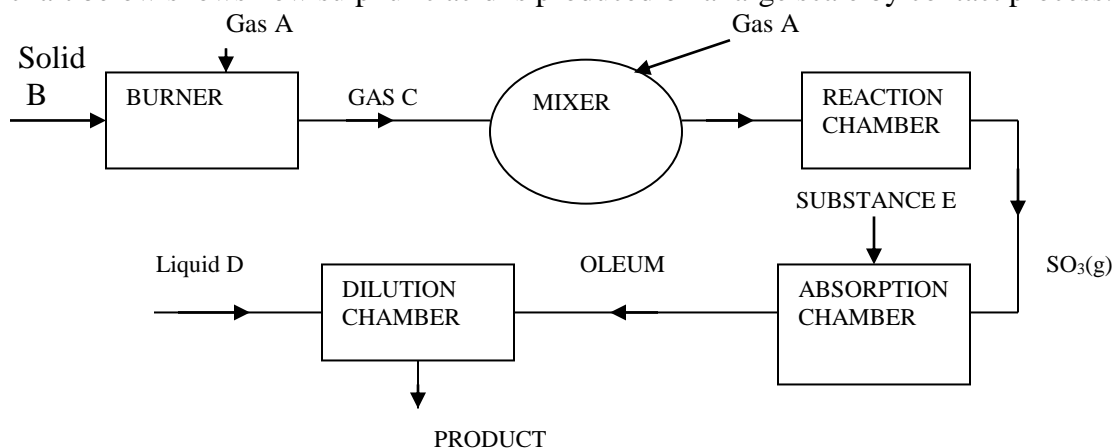 Gas A
Gas A
Solid
B
BURNER
GAS C
MIXER
REACTION
CHAMBER
SUBSTANCE E
Liquid D
DILUTION
CHAMBER
OLEUM
ABSORPTION
CHAMBER
SO₃(g)
PRODUCT